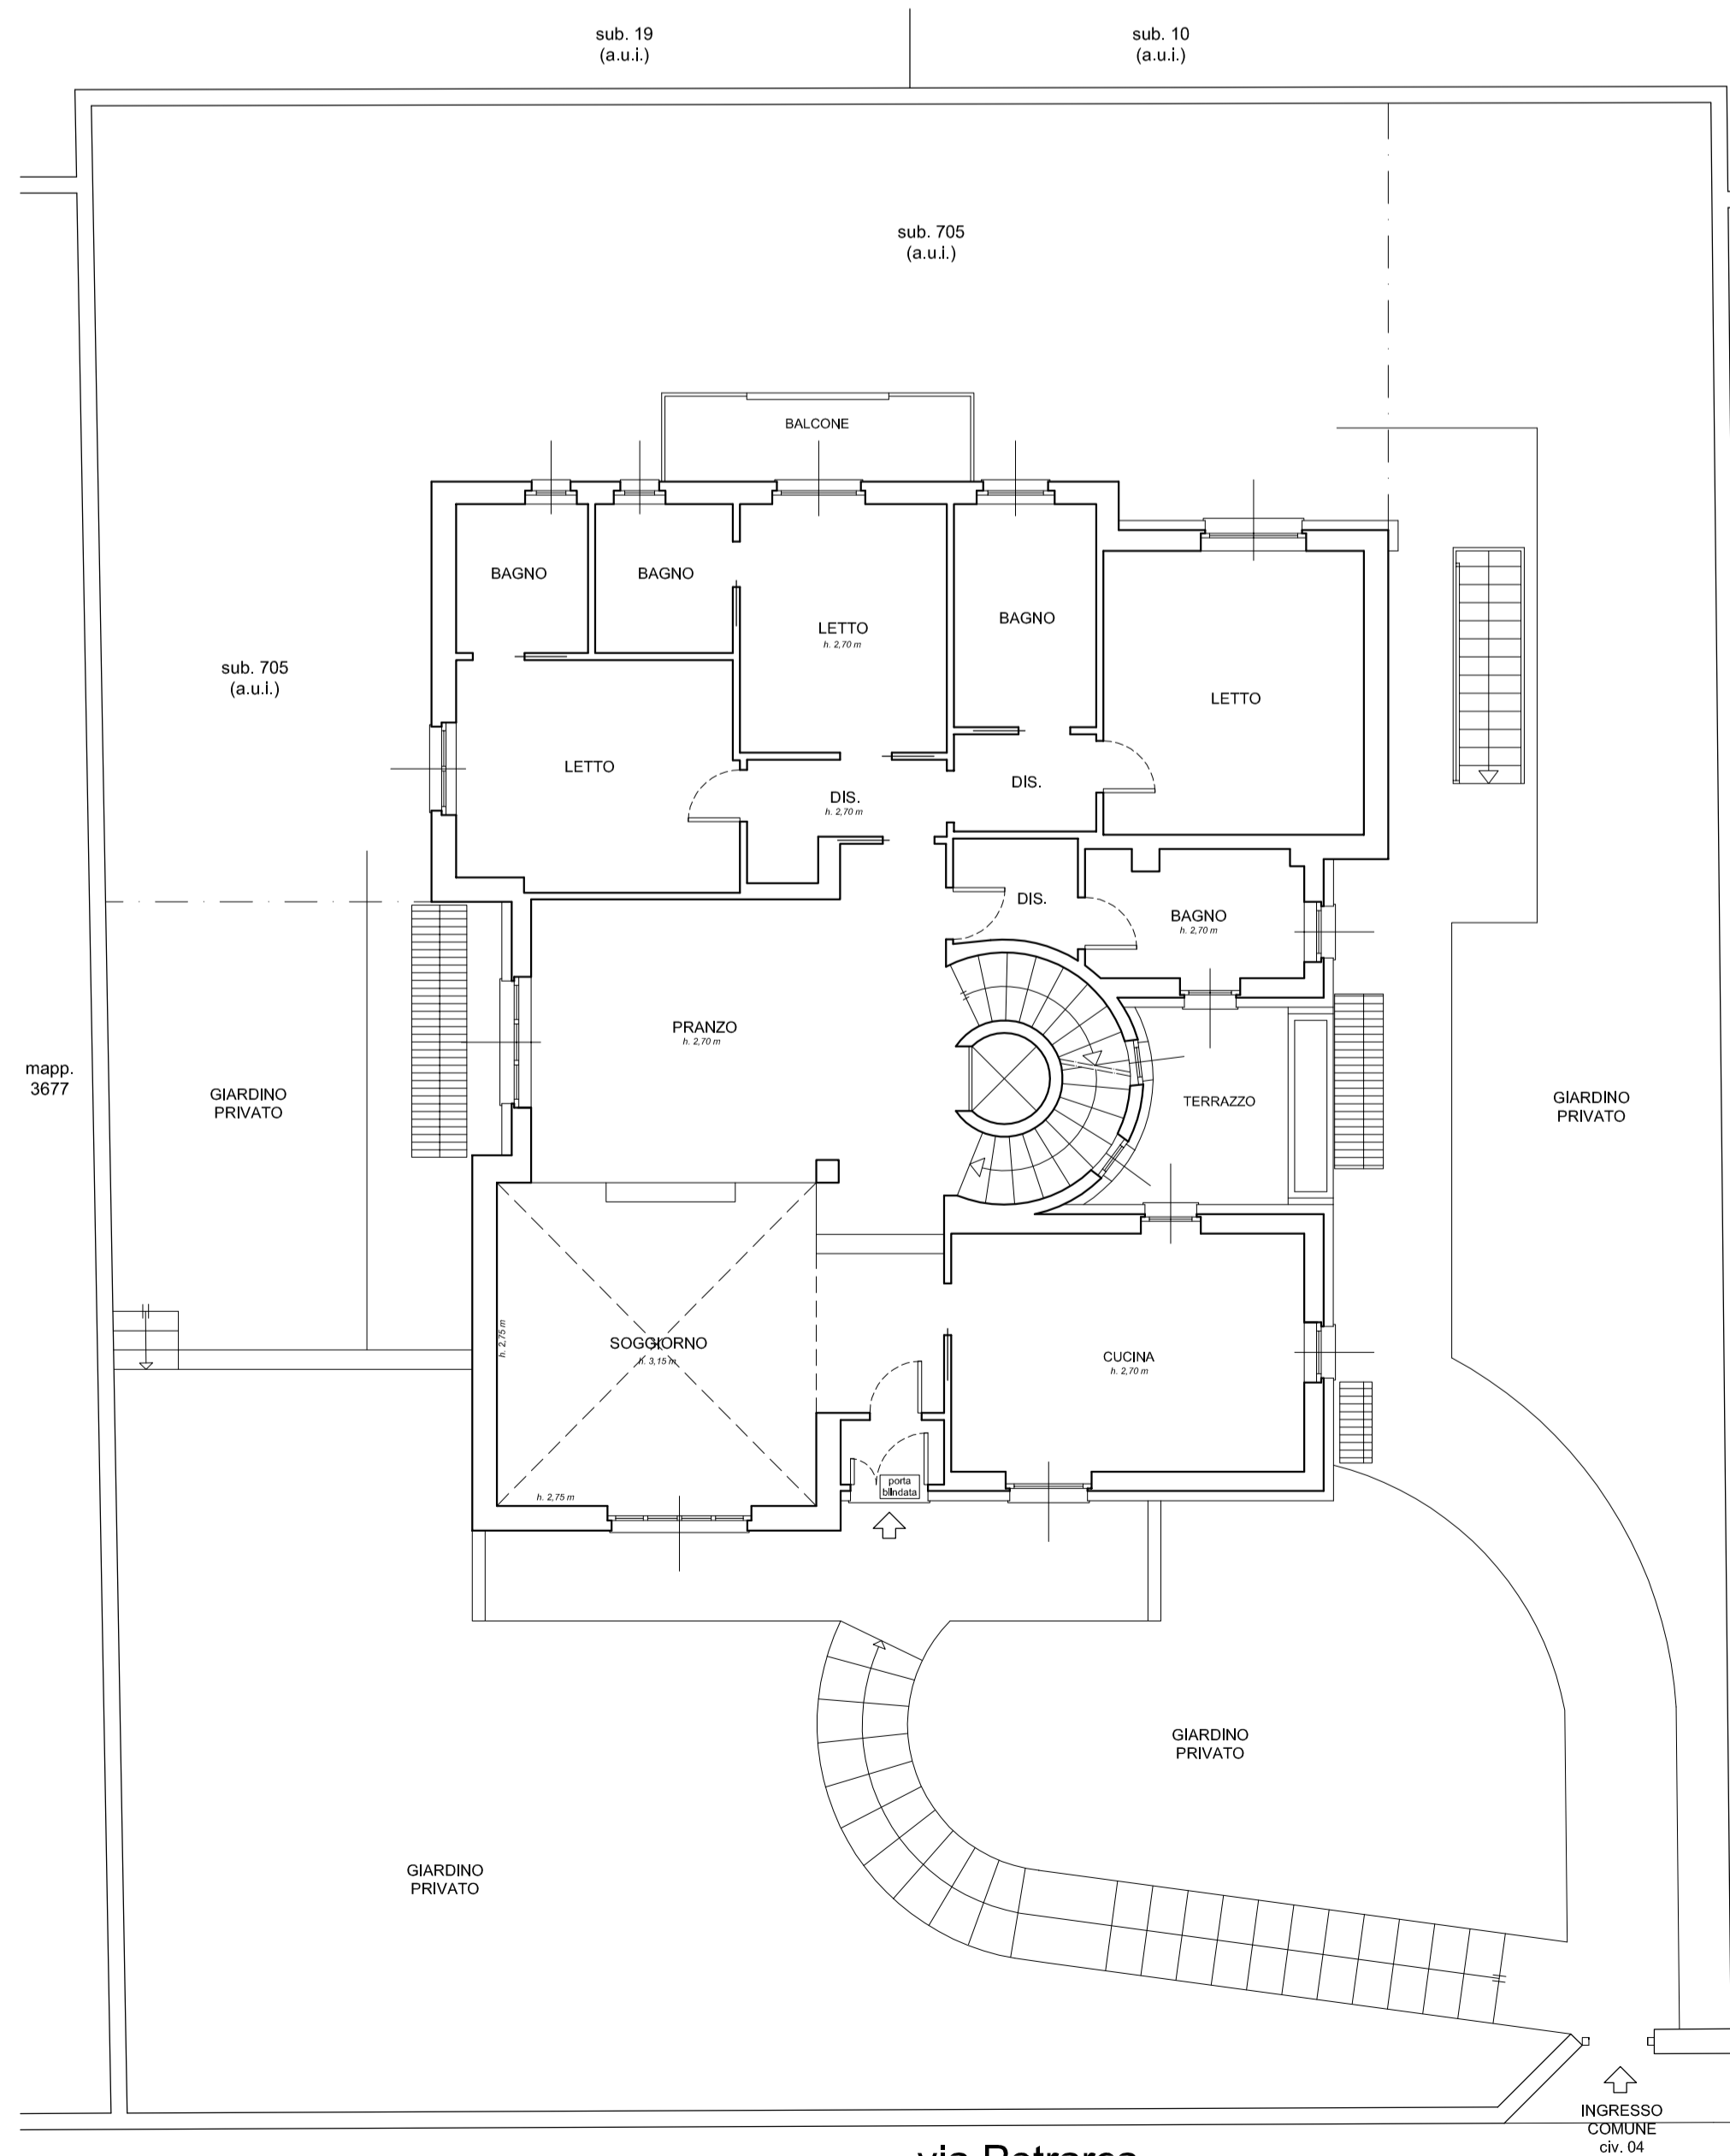 sub. 19
(a.u.i.)
sub. 10
(a.u.i.)
sub. 705
(a.u.i.)
BALCONE
BAGNO
BAGNO
LETTO
h. 2,70 m
BAGNO
LETTO
sub. 705
(a.u.i.)
LETTO
DIS.
h. 2,70 m
DIS.
DIS.
BAGNO
h. 2,70 m
PRANZO
h. 2,70 m
mapp.
3677
GIARDINO
PRIVATO
TERRAZZO
GIARDINO
PRIVATO
h. 2,75 m
SOGGIORNO
h. 3,15 m
CUCINA
h. 2,70 m
h. 2,75 m
porta
blindata
GIARDINO
PRIVATO
GIARDINO
PRIVATO
INGRESSO
COMUNE
civ. 04
via Petrarca